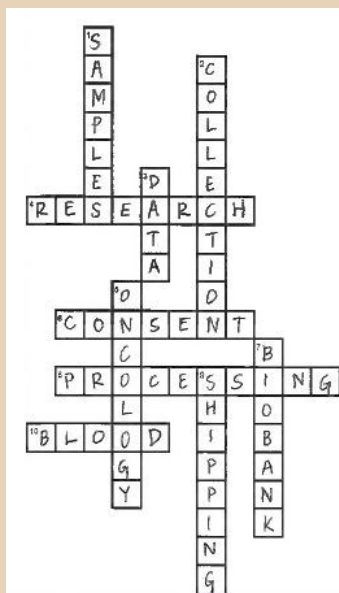 1 SAMPLES
2 COLLECTION
3 DATA
4 RESEARCH
5 ONCOLOGY
6 CONSENT
7 BIOBANK
8 PROCESSING
9 SHIPPING
10 BLOOD